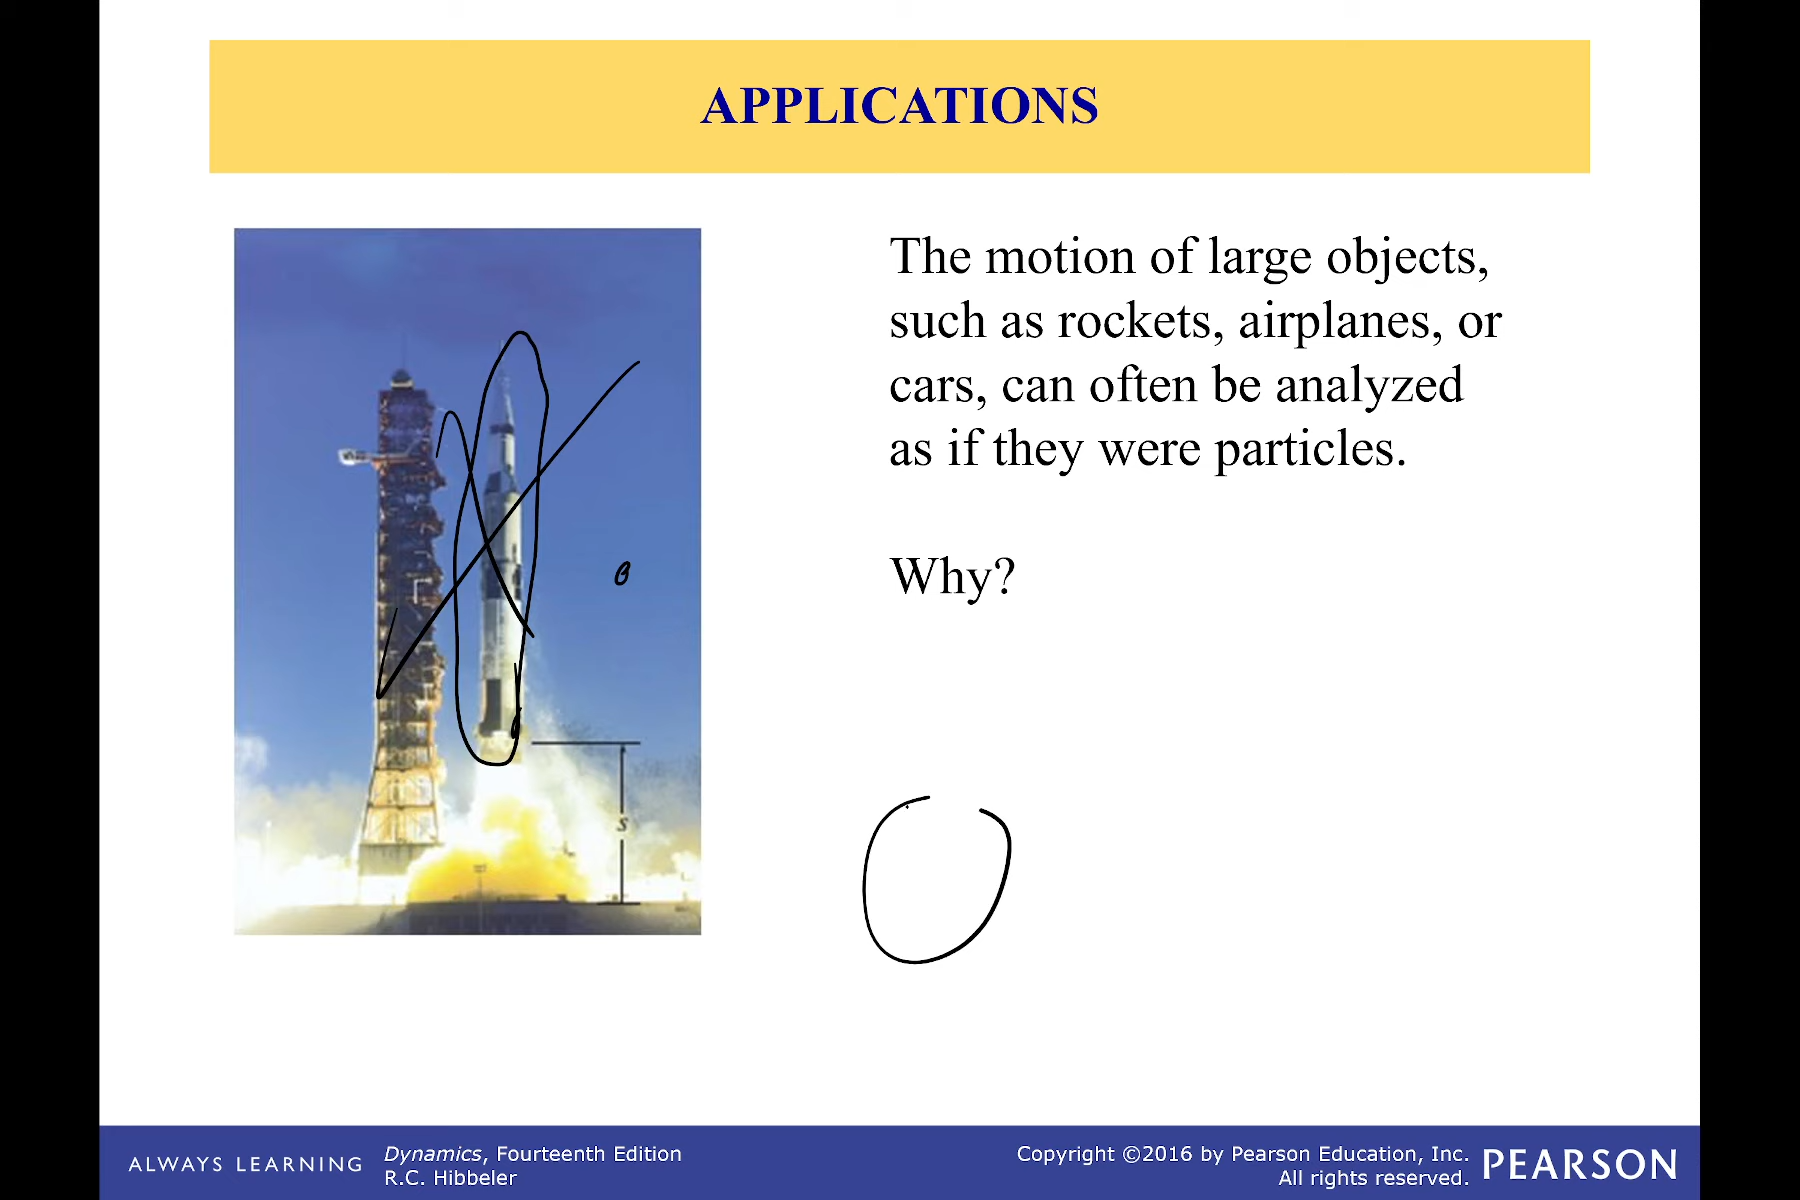 APPLICATIONS
The motion of large objects,
such as rockets, airplanes, or
cars, can often be analyzed
as if they were particles.
Why?
s
ALWAYS LEARNING
Dynamics, Fourteenth Edition
R.C. Hibbeler
Copyright ©2016 by Pearson Education, Inc.
All rights reserved.
PEARSON